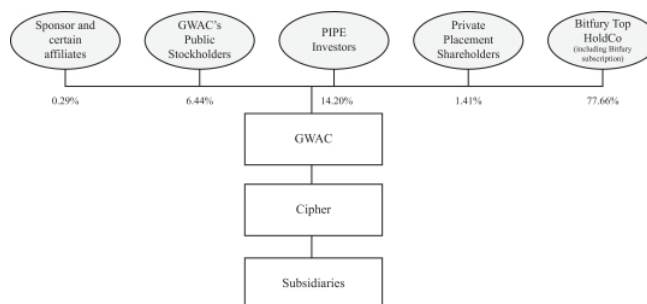 Sponsor and
certain
affiliates
GWAC's
Public
Stockholders
PIPE
Investors
Private
Placement
Shareholders
Bitfury Top
HoldCo
(including Bitfury
subscription)
0.29%
6.44%
14.20%
1.41%
77.66%
GWAC
Cipher
Subsidiaries